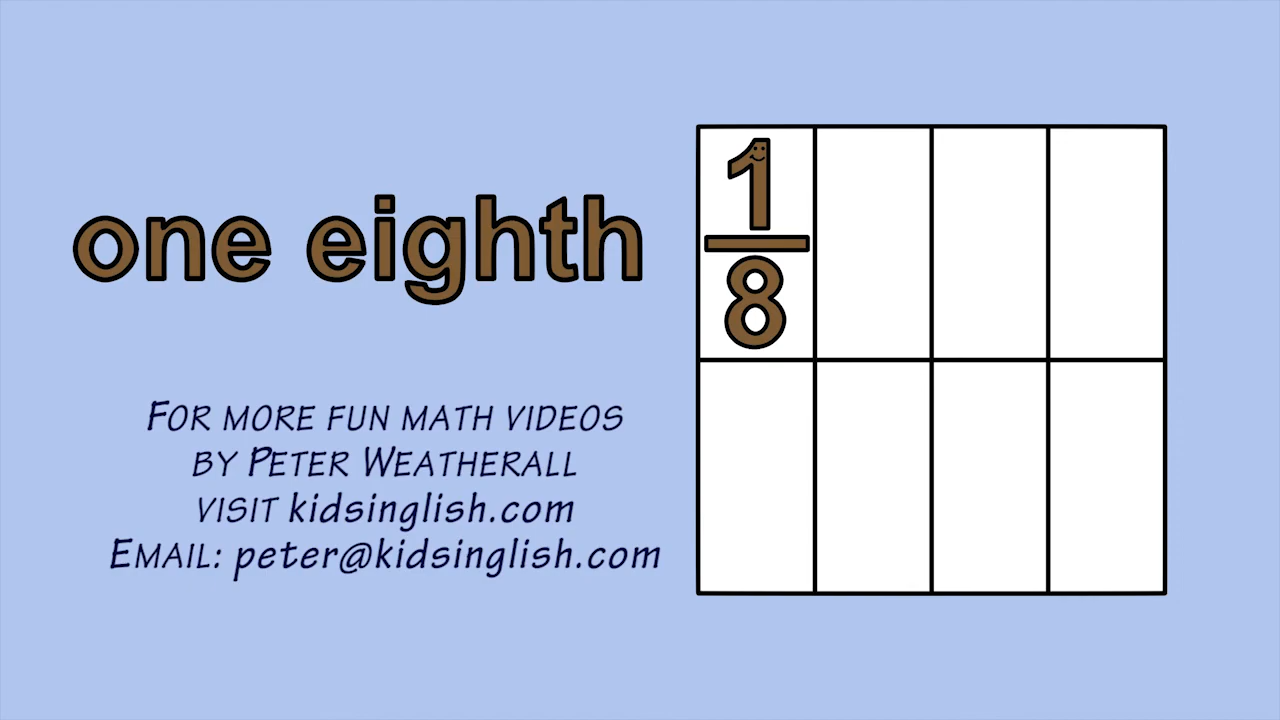 one eighth
1
8
FOR MORE FUN MATH VIDEOS
BY PETER WEATHERALL
VISIT kidsinglish.com
EMAIL: peter@kidsinglish.com